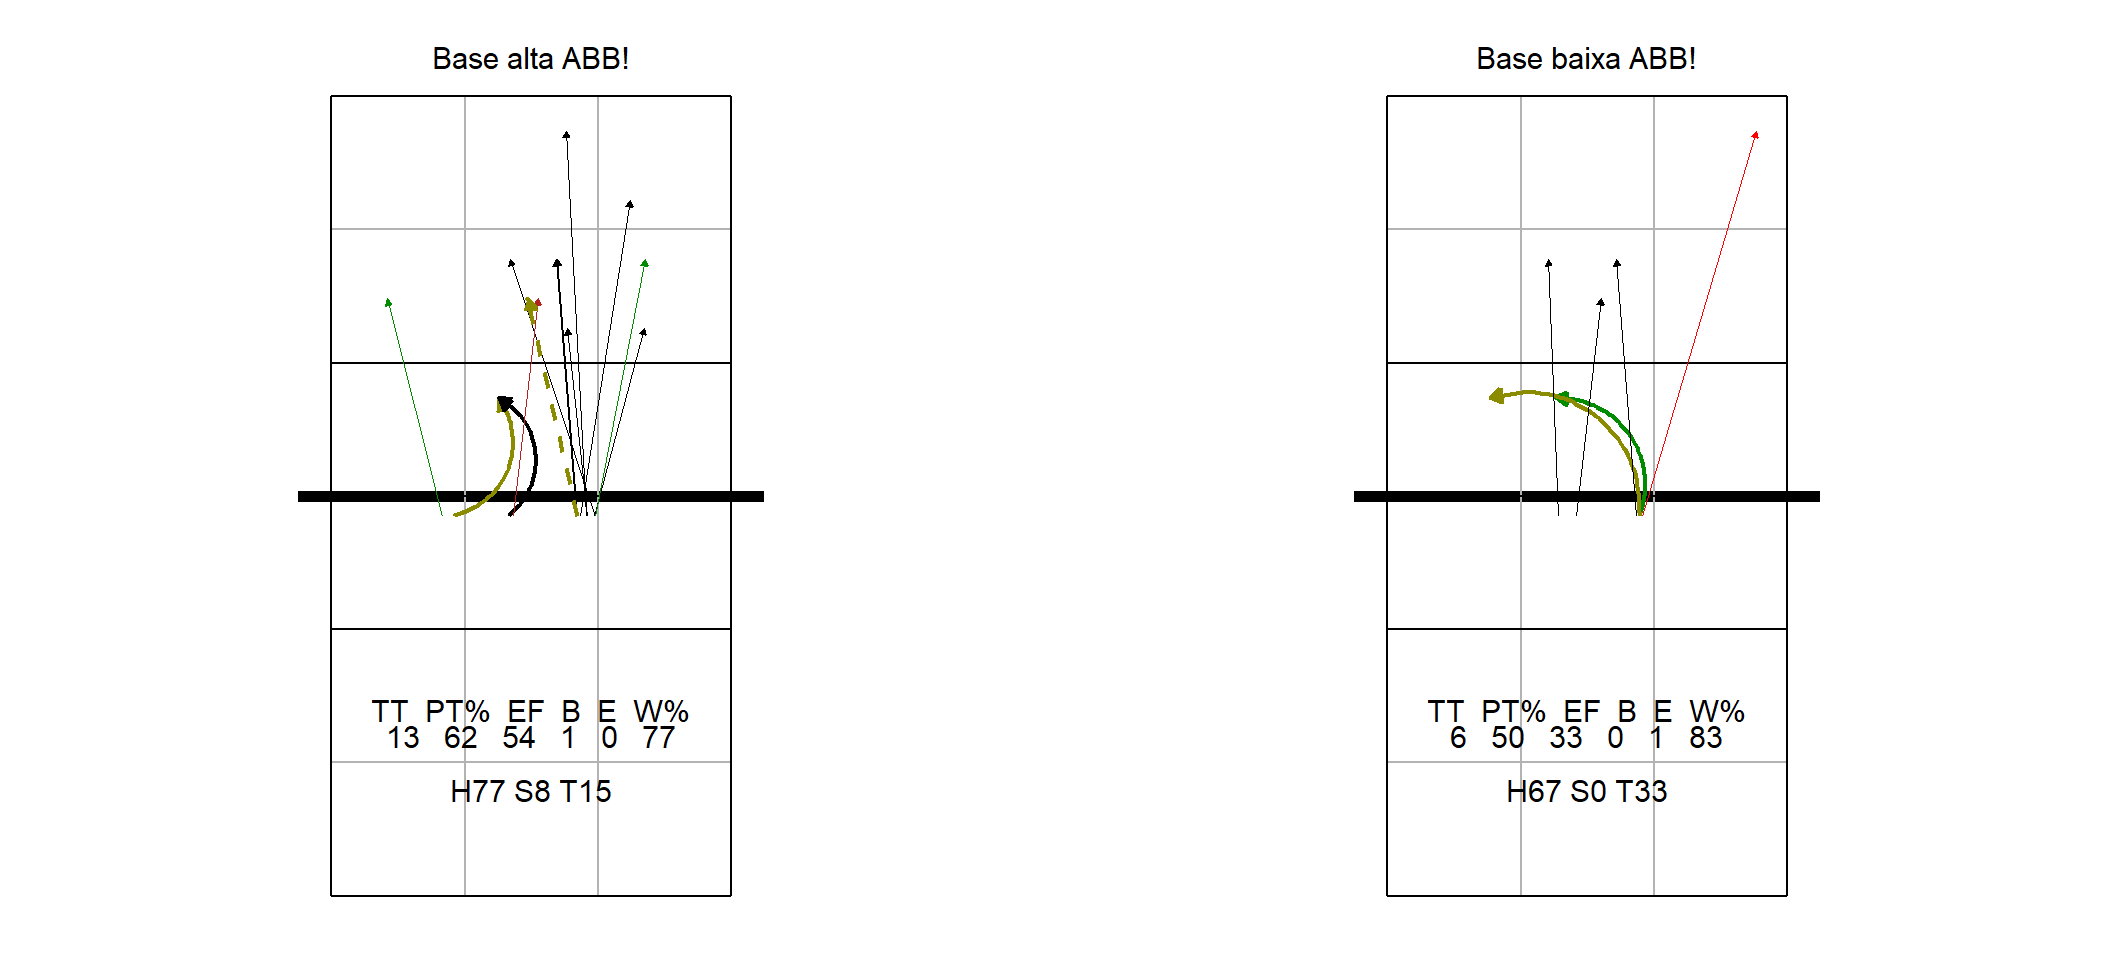 Base alta ABB!
TT PT% EF B E W%
13 62 54 1 0 77
H77 S8 T15
Base baixa ABB!
TT PT% EF B E W%
6 50 33 0 1 83
H67 S0 T33